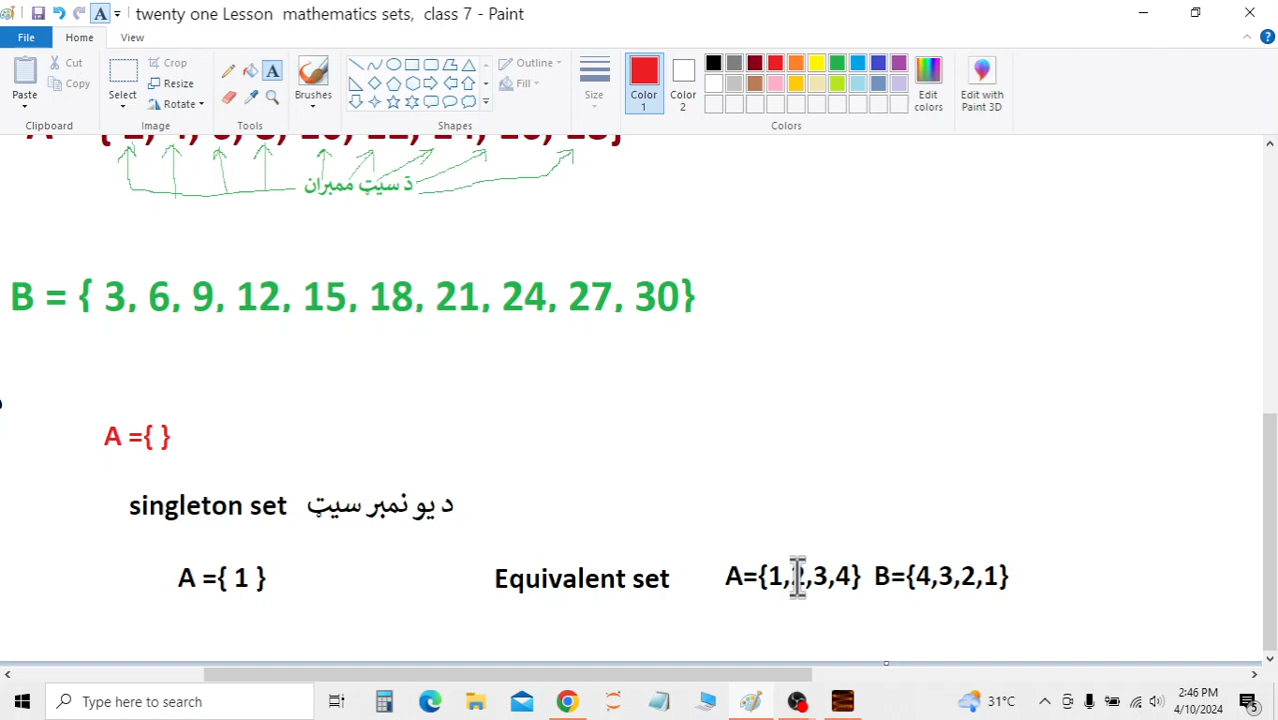 twenty one Lesson mathematics sets, class 7 - Paint
File Home View
Cut
Copy
Paste
Clipboard
Select
Crop
Resize
Rotate
Image
Tools
Brushes
Shapes
Outline
Fill
Size
Color 1
Color 2
Colors
Edit colors
Edit with Paint 3D
دَ سیټ ممبران
B = { 3, 6, 9, 12, 15, 18, 21, 24, 27, 30}
A ={ }
singleton set د یو نمبر سیټ
A ={ 1 } Equivalent set A={1,2,3,4} B={4,3,2,1}
Type here to search
31°C
2:46 PM
4/10/2024
5